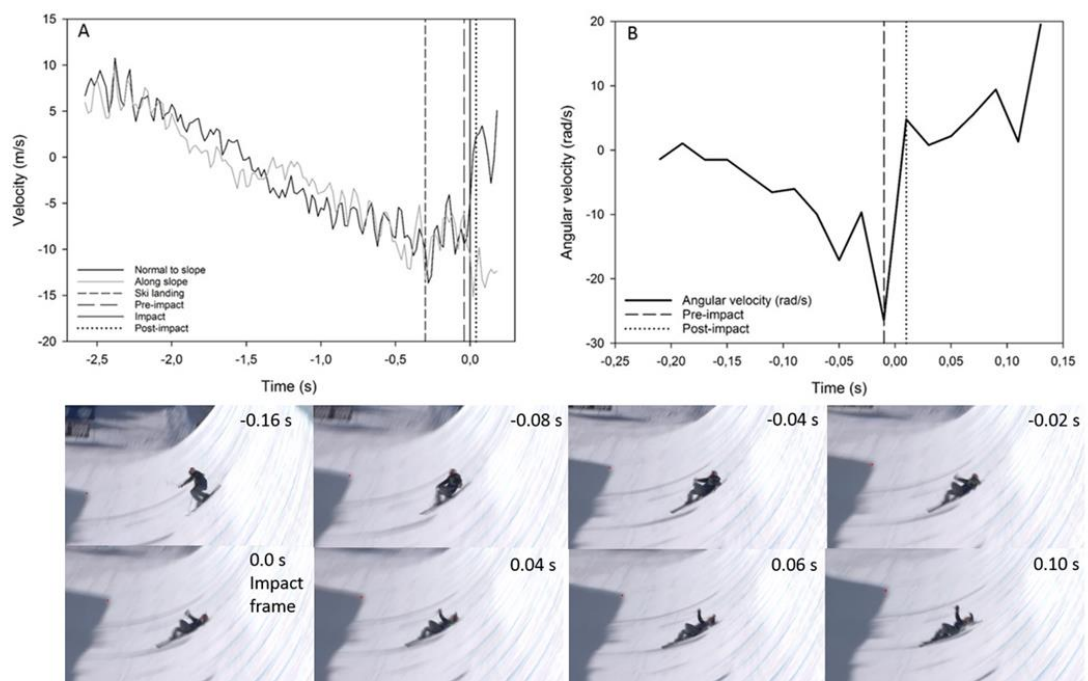 A
15
10
5
0
-5
-10
-15
-20
Velocity (m/s)
Normal to slope
Along slope
Ski landing
Pre-impact
Impact
Post-impact
-2,5 -2,0 -1,5 -1,0 -0,5 0,0
Time (s)
B
20
10
0
-10
-20
-30
Angular velocity (rad/s)
Angular velocity (rad/s)
Pre-impact
Post-impact
-0,25 -0,20 -0,15 -0,10 -0,05 0,00 0,05 0,10 0,15
Time (s)
-0.16 s
-0.08 s
-0.04 s
-0.02 s
0.0 s
Impact
frame
0.04 s
0.06 s
0.10 s